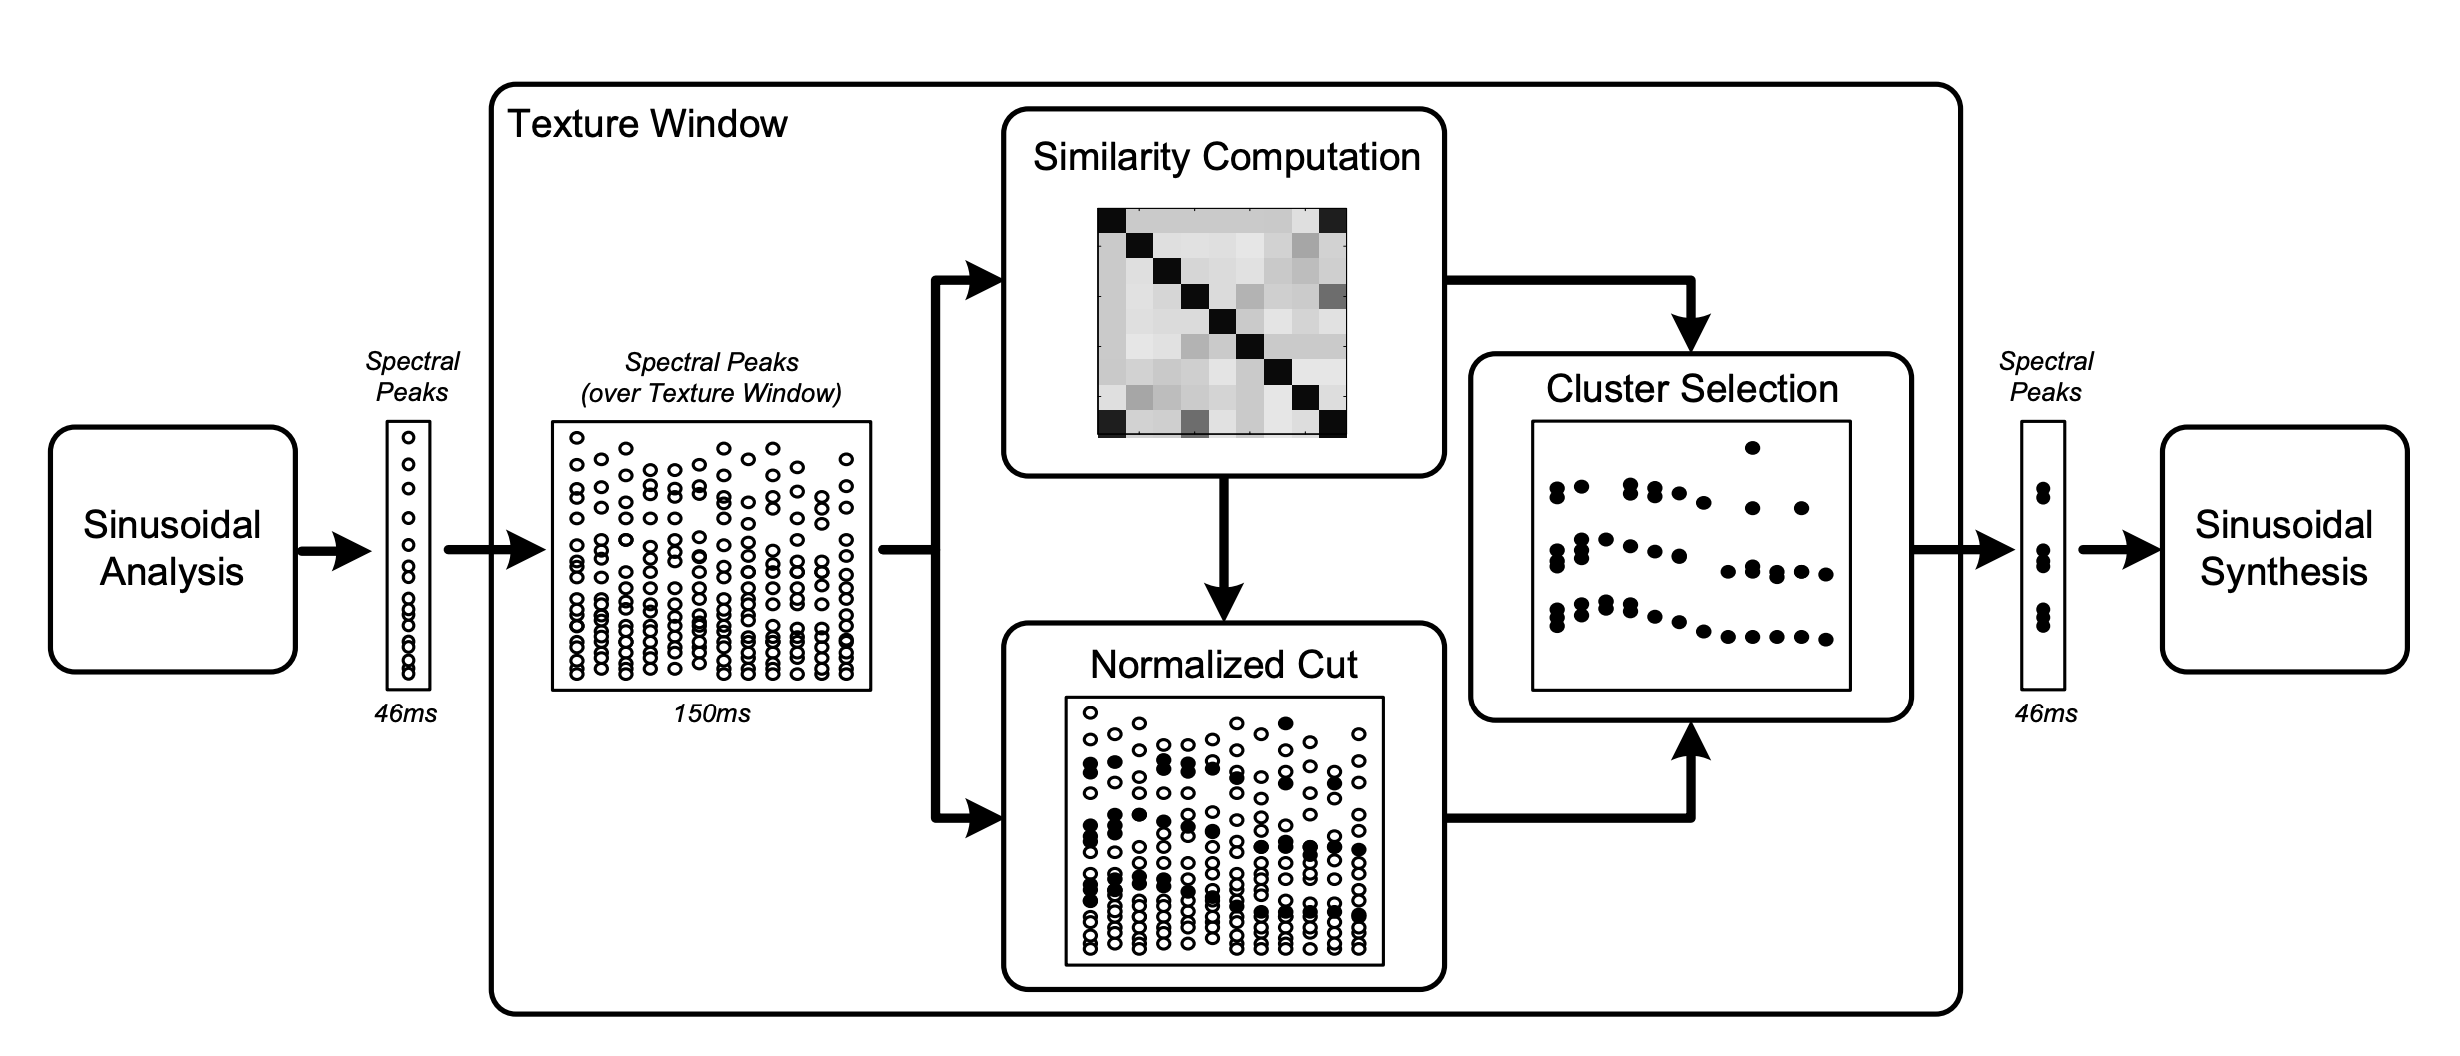 Texture Window
Similarity Computation
Spectral
Peaks
Spectral Peaks
(over Texture Window)
Spectral
Peaks
Cluster Selection
Sinusoidal
Analysis
Sinusoidal
Synthesis
Normalized Cut
46ms
150ms
46ms